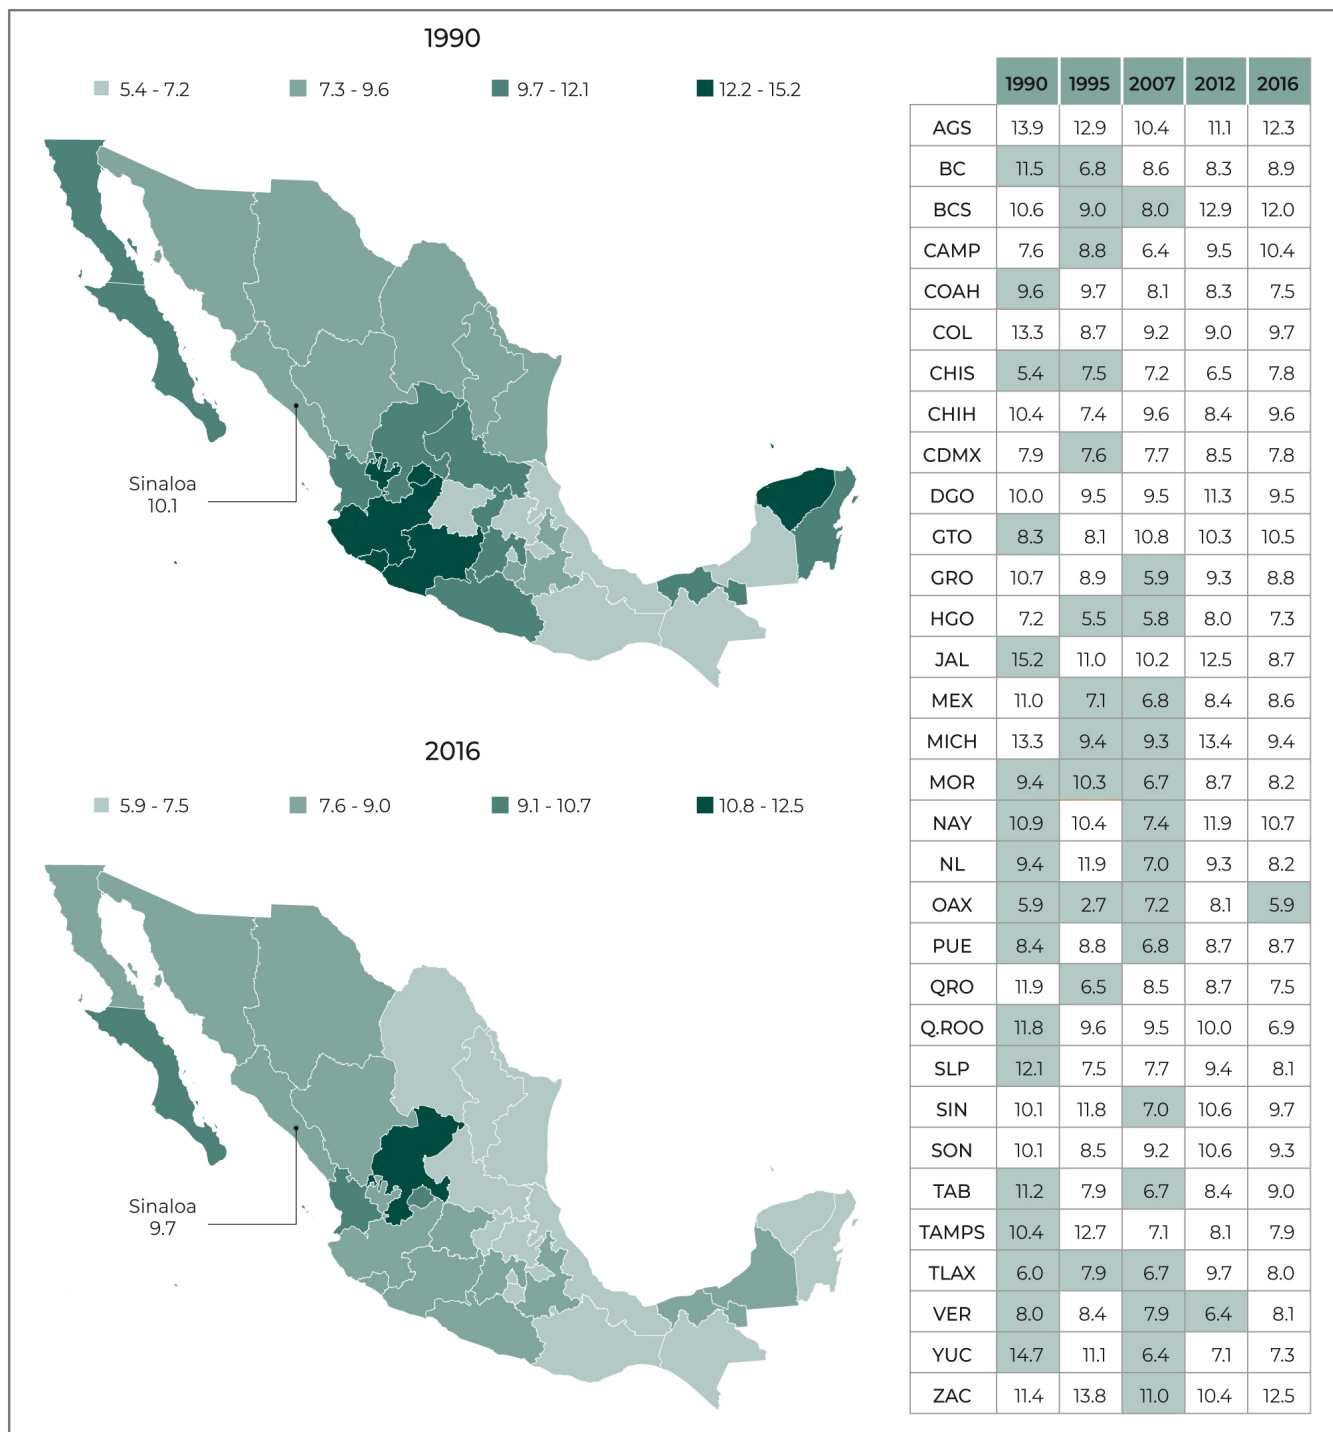 1990
5.4 - 7.2 7.3 - 9.6 9.7 - 12.1 12.2 - 15.2
Sinaloa
10.1
2016
5.9 - 7.5 7.6 - 9.0 9.1 - 10.7 10.8 - 12.5
Sinaloa
9.7
1990 1995 2007 2012 2016
AGS 13.9 12.9 10.4 11.1 12.3
BC 11.5 6.8 8.6 8.3 8.9
BCS 10.6 9.0 8.0 12.9 12.0
CAMP 7.6 8.8 6.4 9.5 10.4
COAH 9.6 9.7 8.1 8.3 7.5
COL 13.3 8.7 9.2 9.0 9.7
CHIS 5.4 7.5 7.2 6.5 7.8
CHIH 10.4 7.4 9.6 8.4 9.6
CDMX 7.9 7.6 7.7 8.5 7.8
DGO 10.0 9.5 9.5 11.3 9.5
GTO 8.3 8.1 10.8 10.3 10.5
GRO 10.7 8.9 5.9 9.3 8.8
HGO 7.2 5.5 5.8 8.0 7.3
JAL 15.2 11.0 10.2 12.5 8.7
MEX 11.0 7.1 6.8 8.4 8.6
MICH 13.3 9.4 9.3 13.4 9.4
MOR 9.4 10.3 6.7 8.7 8.2
NAY 10.9 10.4 7.4 11.9 10.7
NL 9.4 11.9 7.0 9.3 8.2
OAX 5.9 2.7 7.2 8.1 5.9
PUE 8.4 8.8 6.8 8.7 8.7
QRO 11.9 6.5 8.5 8.7 7.5
Q.ROO 11.8 9.6 9.5 10.0 6.9
SLP 12.1 7.5 7.7 9.4 8.1
SIN 10.1 11.8 7.0 10.6 9.7
SON 10.1 8.5 9.2 10.6 9.3
TAB 11.2 7.9 6.7 8.4 9.0
TAMPS 10.4 12.7 7.1 8.1 7.9
TLAX 6.0 7.9 6.7 9.7 8.0
VER 8.0 8.4 7.9 6.4 8.1
YUC 14.7 11.1 6.4 7.1 7.3
ZAC 11.4 13.8 11.0 10.4 12.5